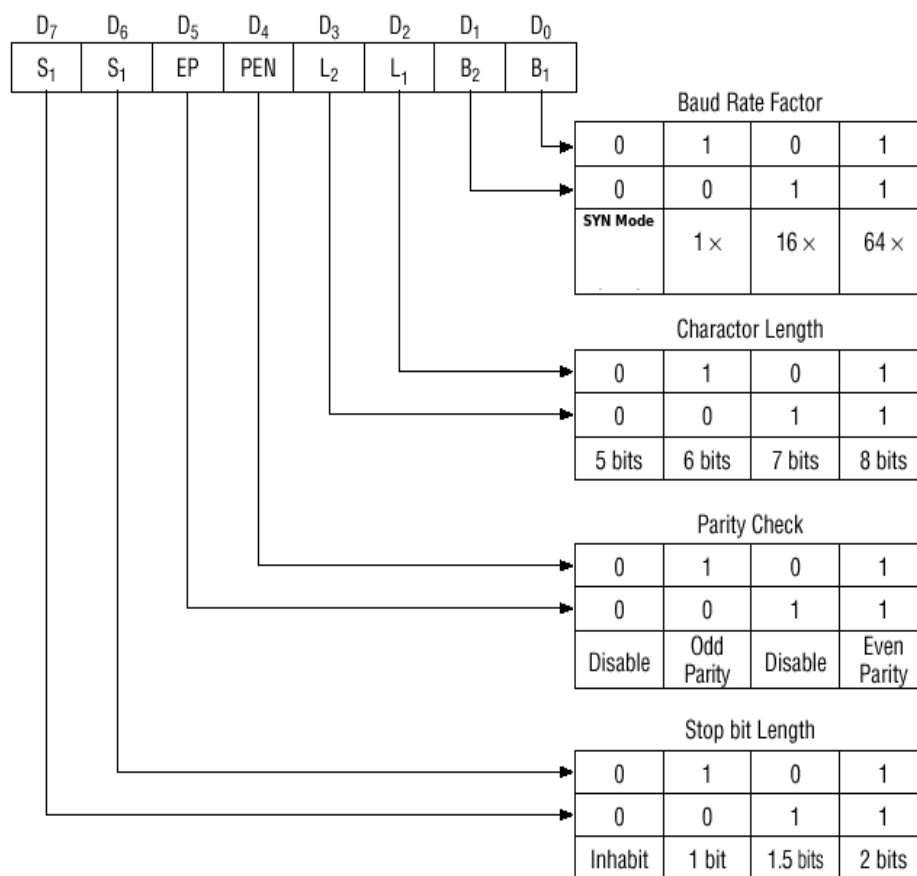 D₇ D₆ D₅ D₄ D₃ D₂ D₁ D₀
S₁ S₁ EP PEN L₂ L₁ B₂ B₁
Baud Rate Factor
0 1 0 1
0 0 1 1
SYN Mode 1 × 16 × 64 ×
Charactor Length
0 1 0 1
0 0 1 1
5 bits 6 bits 7 bits 8 bits
Parity Check
0 1 0 1
0 0 1 1
Disable Odd Parity Disable Even Parity
Stop bit Length
0 1 0 1
0 0 1 1
Inhabit 1 bit 1.5 bits 2 bits